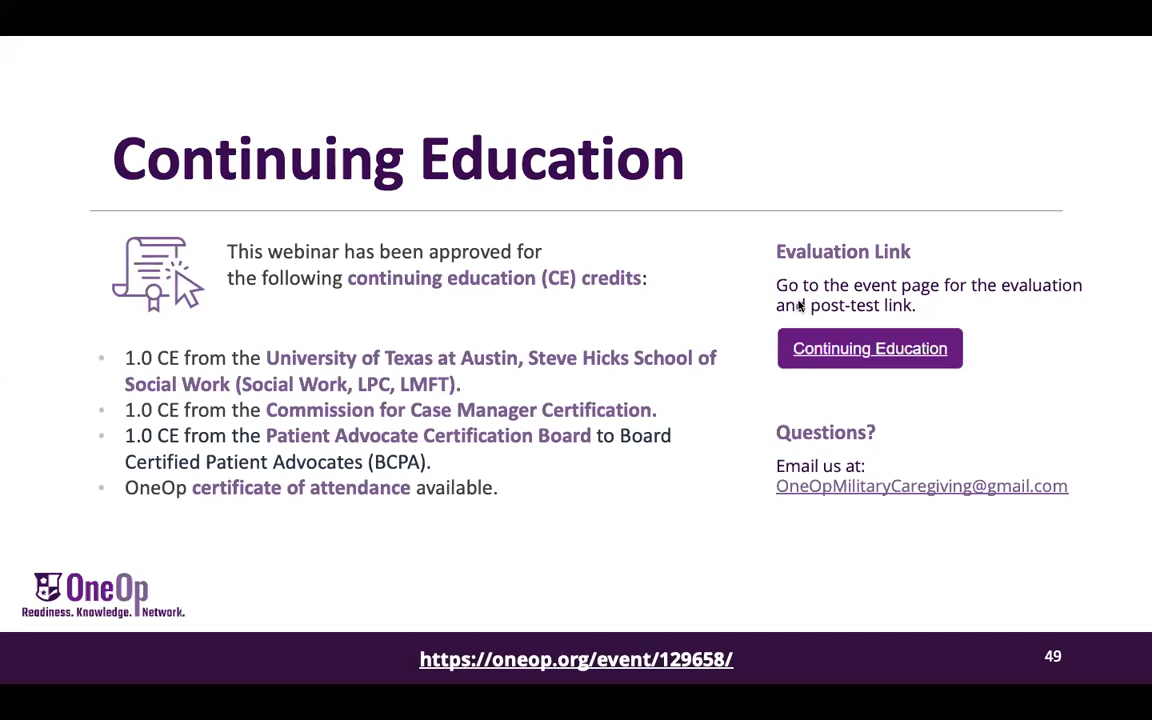 Continuing Education
This webinar has been approved for
the following continuing education (CE) credits:
• 1.0 CE from the University of Texas at Austin, Steve Hicks School of
Social Work (Social Work, LPC, LMFT).
• 1.0 CE from the Commission for Case Manager Certification.
• 1.0 CE from the Patient Advocate Certification Board to Board
Certified Patient Advocates (BCPA).
• OneOp certificate of attendance available.
Evaluation Link
Go to the event page for the evaluation
and post-test link.
Continuing Education
Questions?
Email us at:
OneOpMilitaryCaregiving@gmail.com
OneOp
Readiness. Knowledge. Network.
https://oneop.org/event/129658/
49